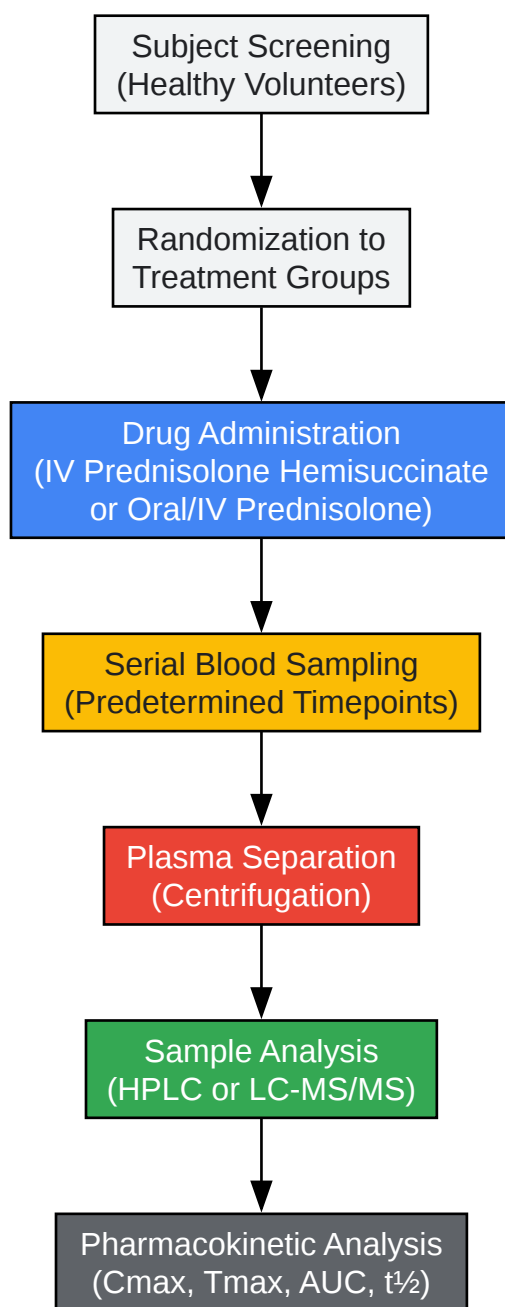 Subject Screening
(Healthy Volunteers)
Randomization to
Treatment Groups
Drug Administration
(IV Prednisolone Hemisuccinate
or Oral/IV Prednisolone)
Serial Blood Sampling
(Predetermined Timepoints)
Plasma Separation
(Centrifugation)
Sample Analysis
(HPLC or LC-MS/MS)
Pharmacokinetic Analysis
(Cmax, Tmax, AUC, t½)